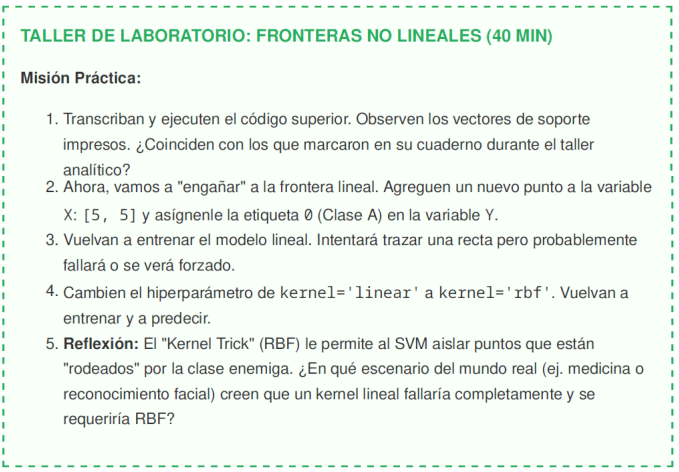 TALLER DE LABORATORIO: FRONTERAS NO LINEALES (40 MIN)
Misión Práctica:
1. Transcriban y ejecuten el código superior. Observen los vectores de soporte
impresos. ¿Coinciden con los que marcaron en su cuaderno durante el taller
analítico?
2. Ahora, vamos a "engañar" a la frontera lineal. Agreguen un nuevo punto a la variable
X: [5, 5] y asígnenle la etiqueta 0 (Clase A) en la variable Y.
3. Vuelvan a entrenar el modelo lineal. Intentará trazar una recta pero probablemente
fallará o se verá forzado.
4. Cambien el hiperparámetro de kernel='linear' a kernel='rbf'. Vuelvan a
entrenar y a predecir.
5. Reflexión: El "Kernel Trick" (RBF) le permite al SVM aislar puntos que están
"rodeados" por la clase enemiga. ¿En qué escenario del mundo real (ej. medicina o
reconocimiento facial) creen que un kernel lineal fallaría completamente y se
requeriría RBF?